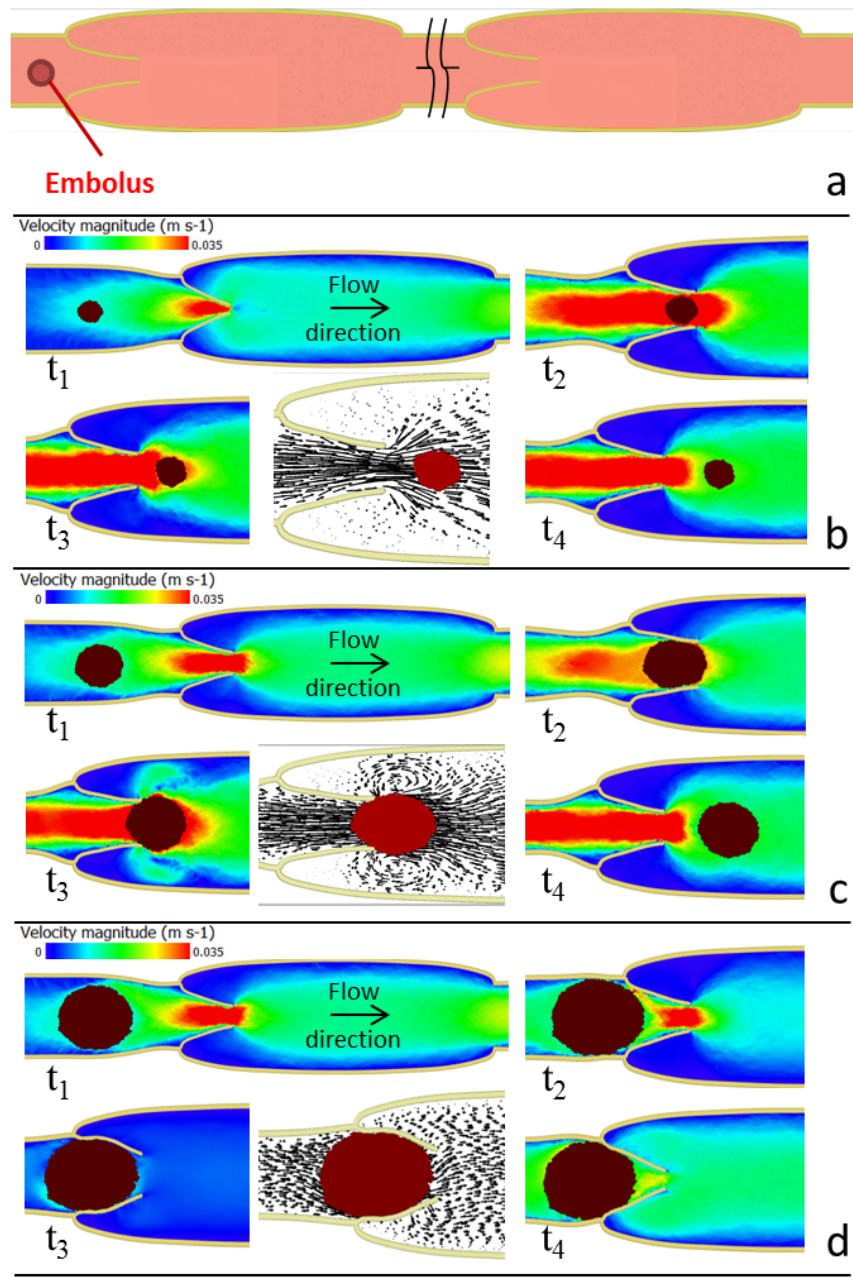 Embolus
a
Velocity magnitude (m s-1)
0 0.035
Flow
direction
t1
t2
t3
t4
b
Velocity magnitude (m s-1)
0 0.035
Flow
direction
t1
t2
t3
t4
c
Velocity magnitude (m s-1)
0 0.035
Flow
direction
t1
t2
t3
t4
d